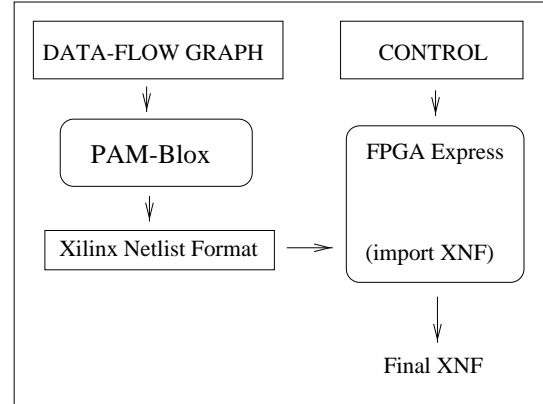 DATA-FLOW GRAPH
PAM-Blox
Xilinx Netlist Format
CONTROL
FPGA Express
(import XNF)
Final XNF